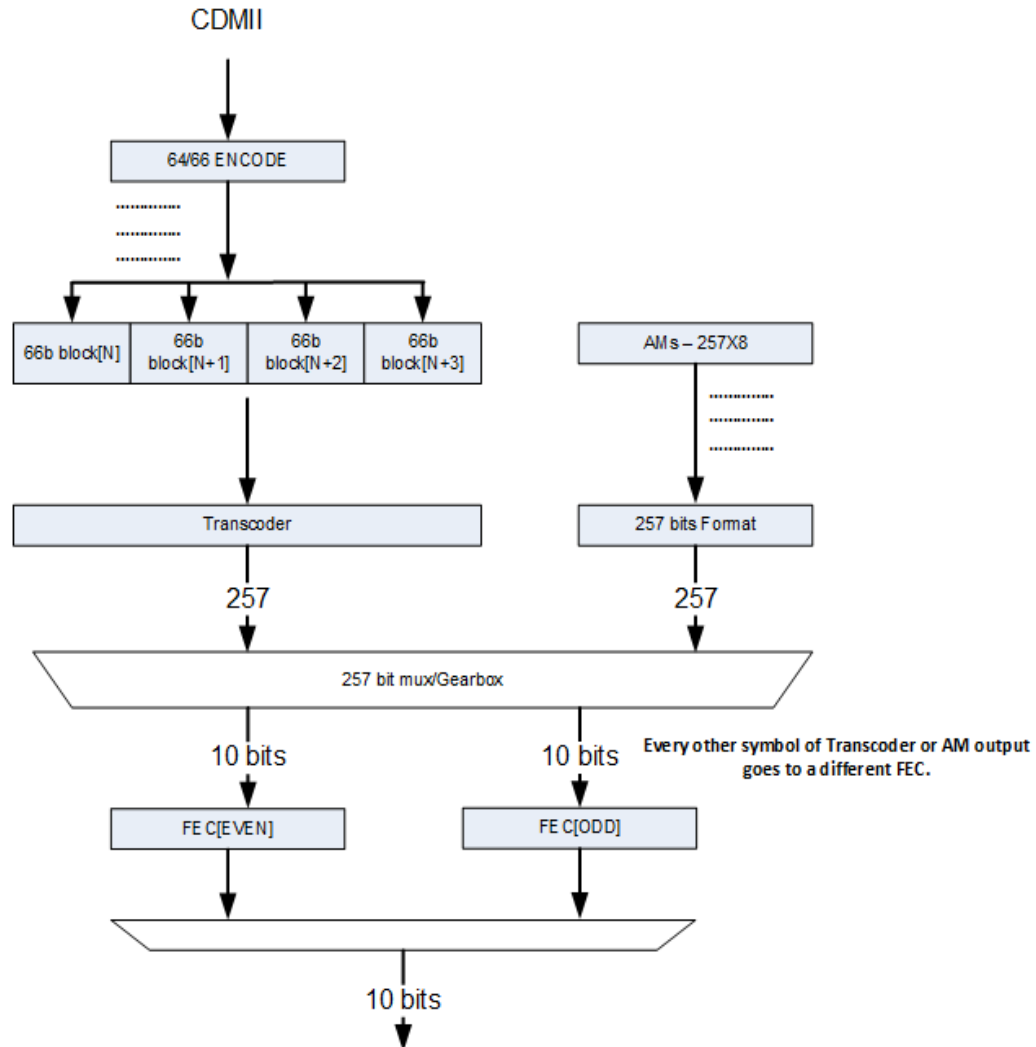 CDMII
64/66 ENCODE
66b block[N]
66b
block[N+1]
66b
block[N+2]
66b
block[N+3]
AMs – 257X8
Transcoder
257 bits Format
257
257
257 bit mux/Gearbox
10 bits
10 bits
Every other symbol of Transcoder or AM output
goes to a different FEC.
FEC[EVEN]
FEC[ODD]
10 bits